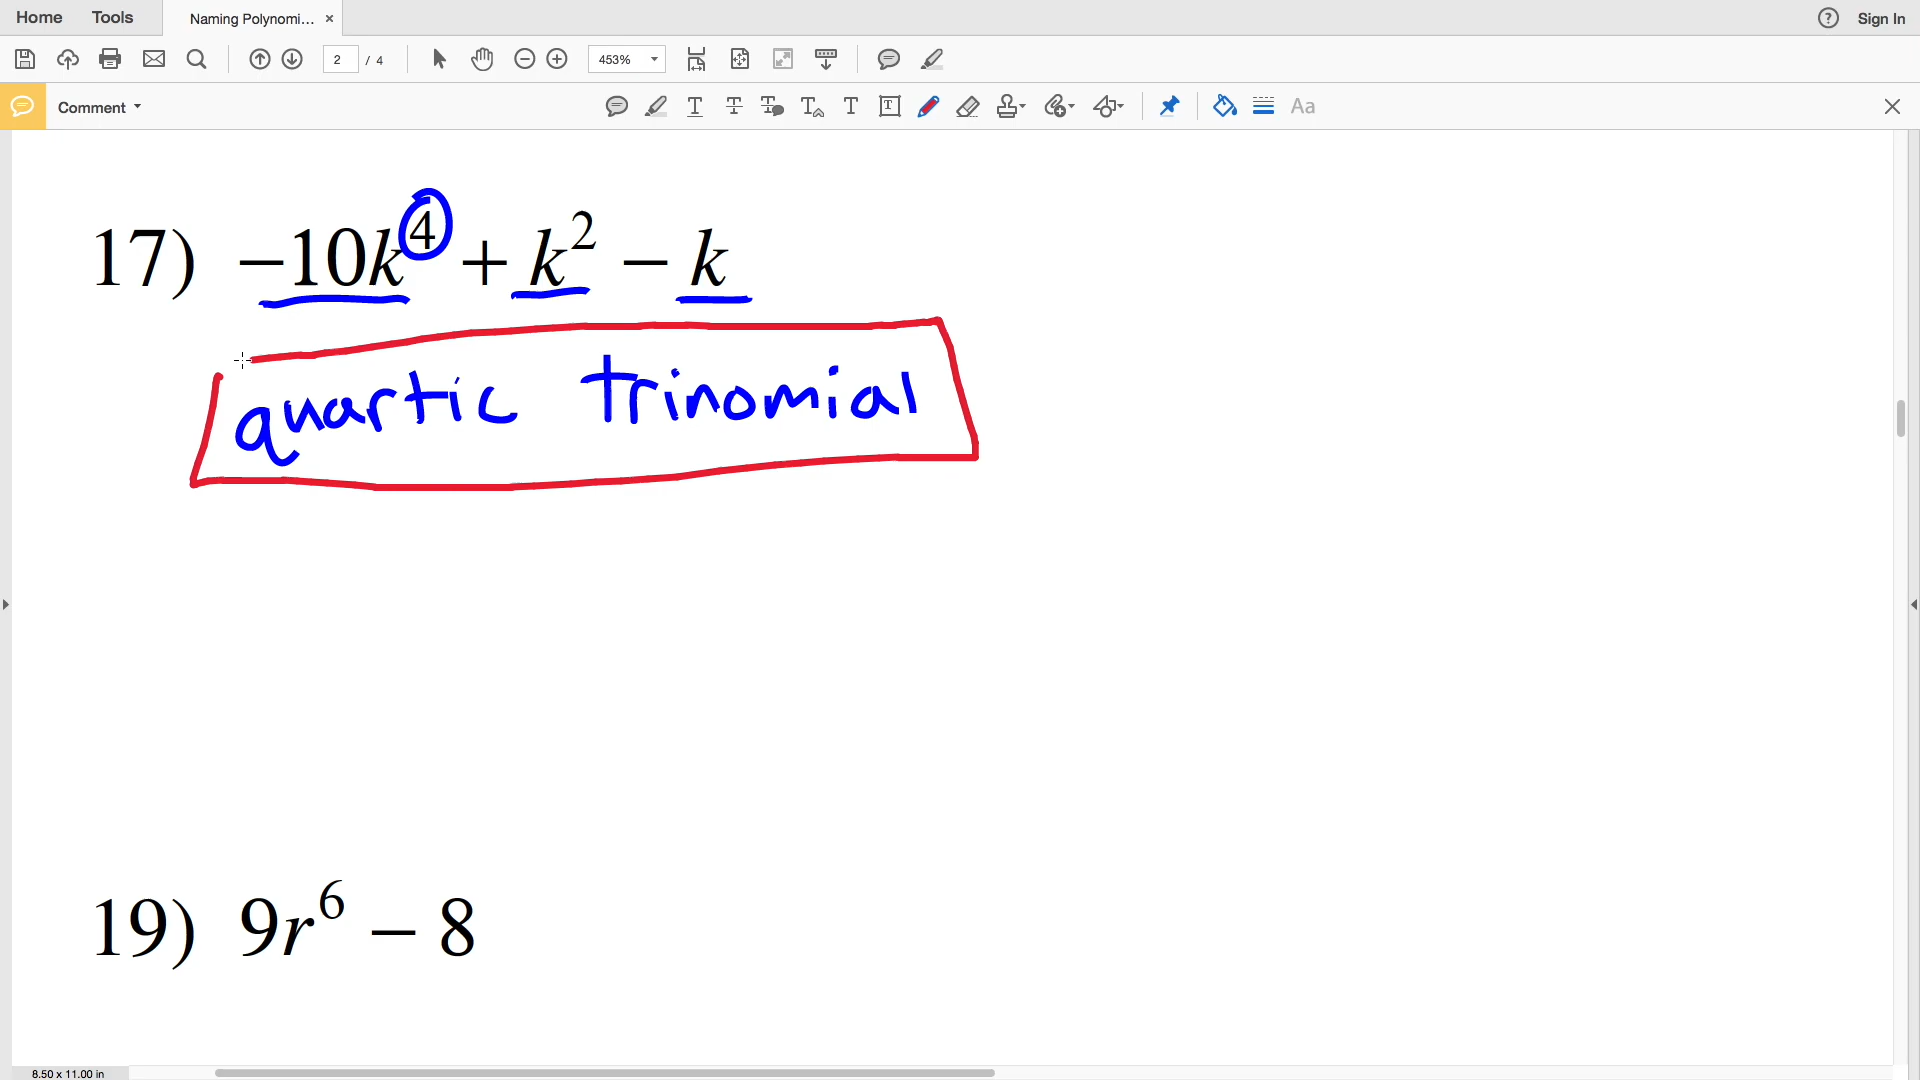 Home Tools Naming Polynomi... × ? Sign In
2 / 4 453%
Comment Aa
17) −10k⁴ + k² − k
quartic trinomial
19) 9r⁶ − 8
8.50 x 11.00 in